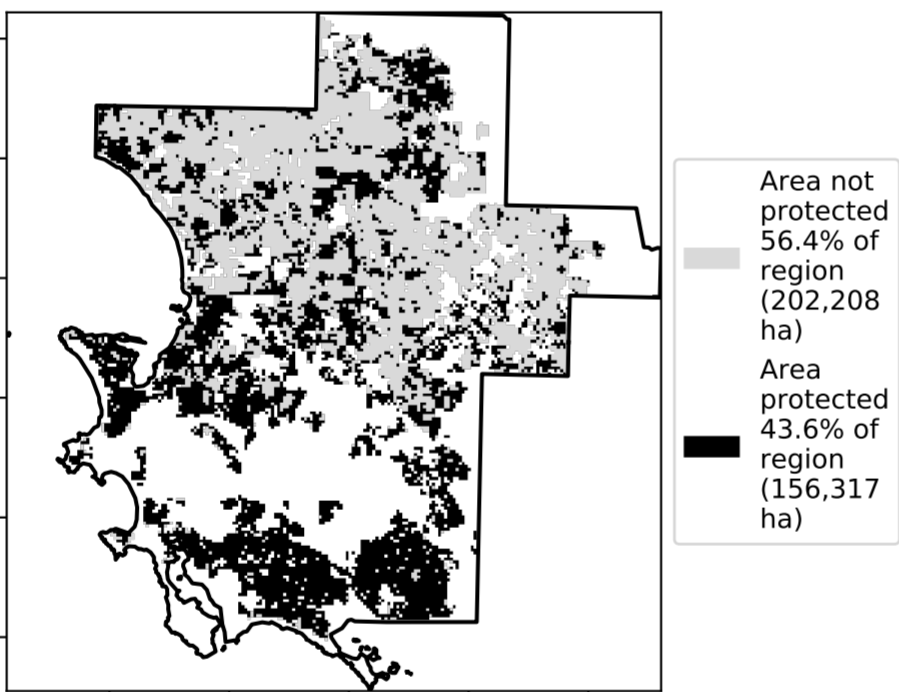 Area not
protected
56.4% of
region
(202,208
ha)
Area
protected
43.6% of
region
(156,317
ha)